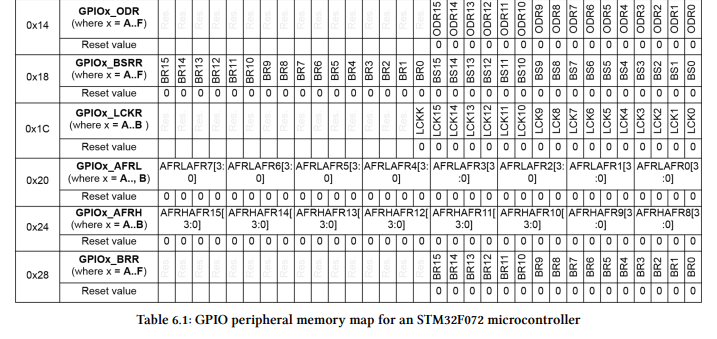 0x14
GPIOx_ODR
(where x = A..F)
Res. Res. Res. Res. Res. Res. Res. Res. Res. Res. Res. Res. Res. Res. Res. Res. ODR15 ODR14 ODR13 ODR12 ODR11 ODR10 ODR9 ODR8 ODR7 ODR6 ODR5 ODR4 ODR3 ODR2 ODR1 ODR0
Reset value 0 0 0 0 0 0 0 0 0 0 0 0 0 0 0 0
0x18
GPIOx_BSRR
(where x = A..F)
BR15 BR14 BR13 BR12 BR11 BR10 BR9 BR8 BR7 BR6 BR5 BR4 BR3 BR2 BR1 BR0 BS15 BS14 BS13 BS12 BS11 BS10 BS9 BS8 BS7 BS6 BS5 BS4 BS3 BS2 BS1 BS0
Reset value 0 0 0 0 0 0 0 0 0 0 0 0 0 0 0 0 0 0 0 0 0 0 0 0 0 0 0 0 0 0 0 0
0x1C
GPIOx_LCKR
(where x = A..B )
Res. Res. Res. Res. Res. Res. Res. Res. Res. Res. Res. Res. Res. Res. Res. LCKK LCK15 LCK14 LCK13 LCK12 LCK11 LCK10 LCK9 LCK8 LCK7 LCK6 LCK5 LCK4 LCK3 LCK2 LCK1 LCK0
Reset value 0 0 0 0 0 0 0 0 0 0 0 0 0 0 0 0 0
0x20
GPIOx_AFRL
(where x = A.., B)
AFRLAFR7[3: AFRLAFR6[3: AFRLAFR5[3: AFRLAFR4[3: AFRLAFR3[3 AFRLAFR2[3 AFRLAFR1[3 AFRLAFR0[3
0] 0] 0] 0] :0] :0] :0] :0]
Reset value 0 0 0 0 0 0 0 0 0 0 0 0 0 0 0 0 0 0 0 0 0 0 0 0 0 0 0 0 0 0 0 0
0x24
GPIOx_AFRH
(where x = A..B)
AFRHAFR15[ AFRHAFR14[ AFRHAFR13[ AFRHAFR12[ AFRHAFR11[ AFRHAFR10[ AFRHAFR9[3 AFRHAFR8[3
3:0] 3:0] 3:0] 3:0] 3:0] 3:0] :0] :0]
Reset value 0 0 0 0 0 0 0 0 0 0 0 0 0 0 0 0 0 0 0 0 0 0 0 0 0 0 0 0 0 0 0 0
0x28
GPIOx_BRR
(where x = A..F)
Res. Res. Res. Res. Res. Res. Res. Res. Res. Res. Res. Res. Res. Res. Res. Res. BR15 BR14 BR13 BR12 BR11 BR10 BR9 BR8 BR7 BR6 BR5 BR4 BR3 BR2 BR1 BR0
Reset value 0 0 0 0 0 0 0 0 0 0 0 0 0 0 0 0
Table 6.1: GPIO peripheral memory map for an STM32F072 microcontroller